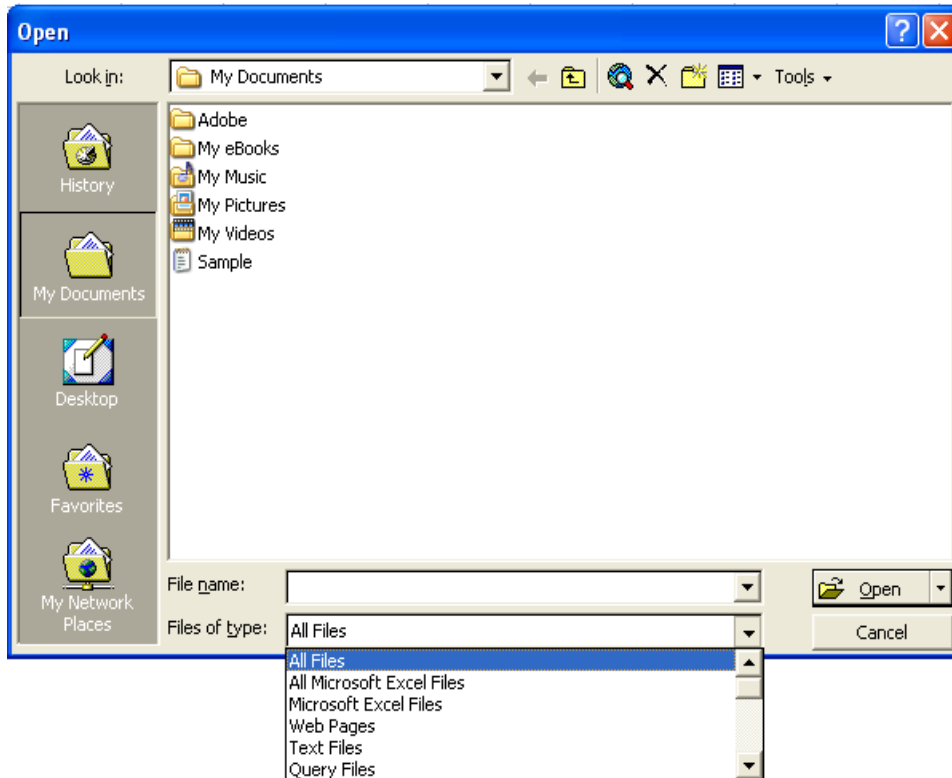 Open
Look in:
My Documents
Tools
Adobe
My eBooks
My Music
My Pictures
My Videos
Sample
History
My Documents
Desktop
Favorites
My Network
Places
File name:
Open
Files of type:
All Files
Cancel
All Files
All Microsoft Excel Files
Microsoft Excel Files
Web Pages
Text Files
Query Files